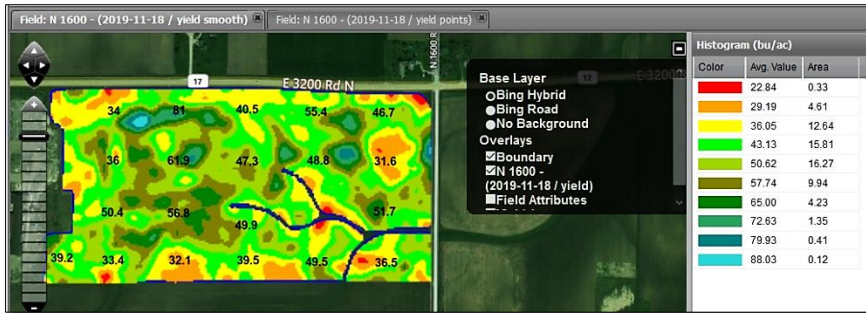 Field: N 1600 - (2019-11-18 / yield smooth)
Field: N 1600 - (2019-11-18 / yield points)
N 1600 R
17
E 3200 Rd N
E 3200 R
17
34 81 40.5 55.4 46.7
36 61.9 47.3 48.8 31.6
50.4 56.8 49.9 51.7
39.2 33.4 32.1 39.5 49.5 36.5
Base Layer
Bing Hybrid
Bing Road
No Background
Overlays
Boundary
N 1600 -
(2019-11-18 / yield)
Field Attributes
Histogram (bu/ac)
Color Avg. Value Area
22.84 0.33
29.19 4.61
36.05 12.64
43.13 15.81
50.62 16.27
57.74 9.94
65.00 4.23
72.63 1.35
79.93 0.41
88.03 0.12